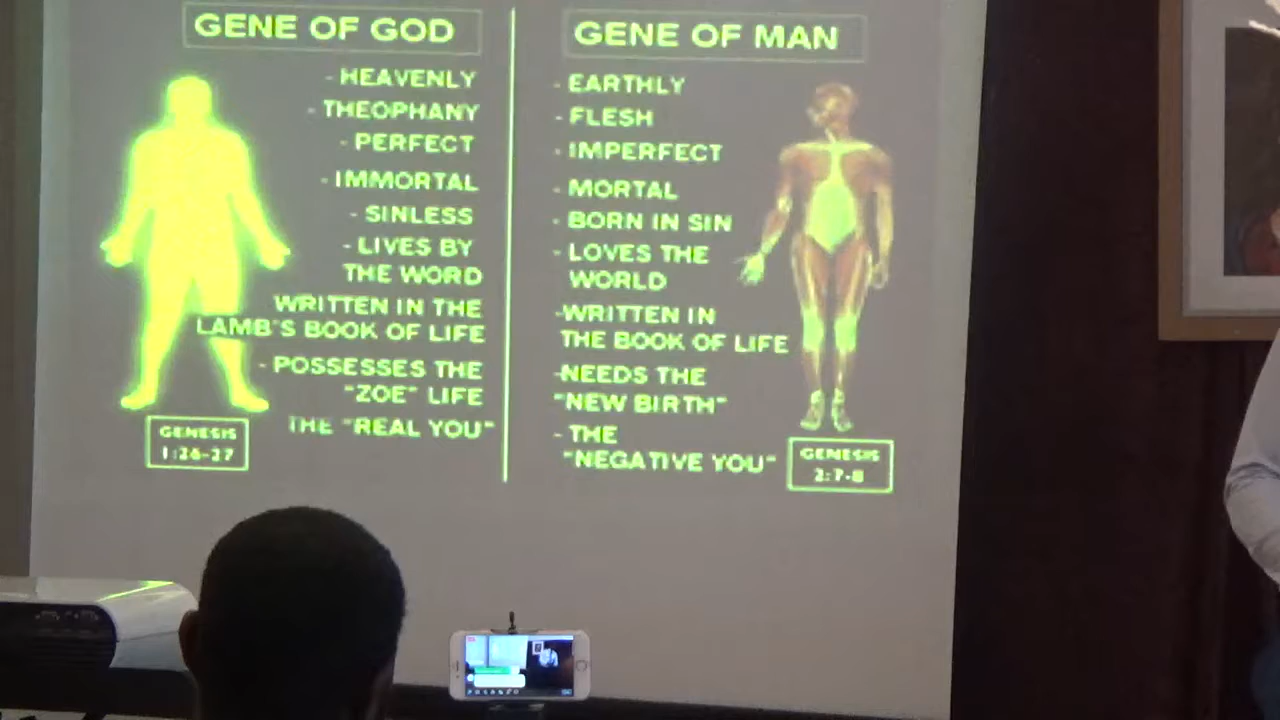 GENE OF GOD
- HEAVENLY
- THEOPHANY
- PERFECT
- IMMORTAL
- SINLESS
- LIVES BY
THE WORD
WRITTEN IN THE
LAMB'S BOOK OF LIFE
- POSSESSES THE
"ZOE" LIFE
THE "REAL YOU"
GENESIS
1:26-27
GENE OF MAN
- EARTHLY
- FLESH
- IMPERFECT
- MORTAL
- BORN IN SIN
- LOVES THE
WORLD
-WRITTEN IN
THE BOOK OF LIFE
-NEEDS THE
"NEW BIRTH"
- THE
"NEGATIVE YOU"
GENESIS
2:7-8